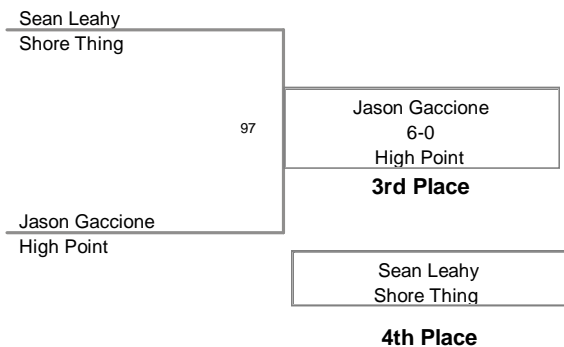 Sean Leahy
Shore Thing
97
Jason Gaccione
6-0
High Point
3rd Place
Jason Gaccione
High Point
Sean Leahy
Shore Thing
4th Place